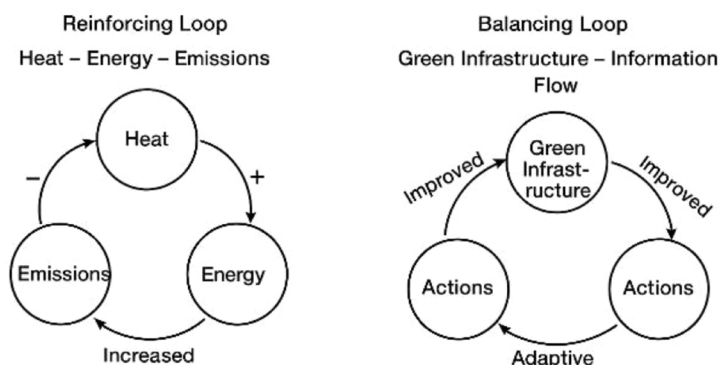 Reinforcing Loop
Heat – Energy – Emissions
Heat
–
+
Emissions
Energy
Increased
Balancing Loop
Green Infrastructure – Information
Flow
Green
Infrast-
ructure
Improved
Improved
Actions
Actions
Adaptive